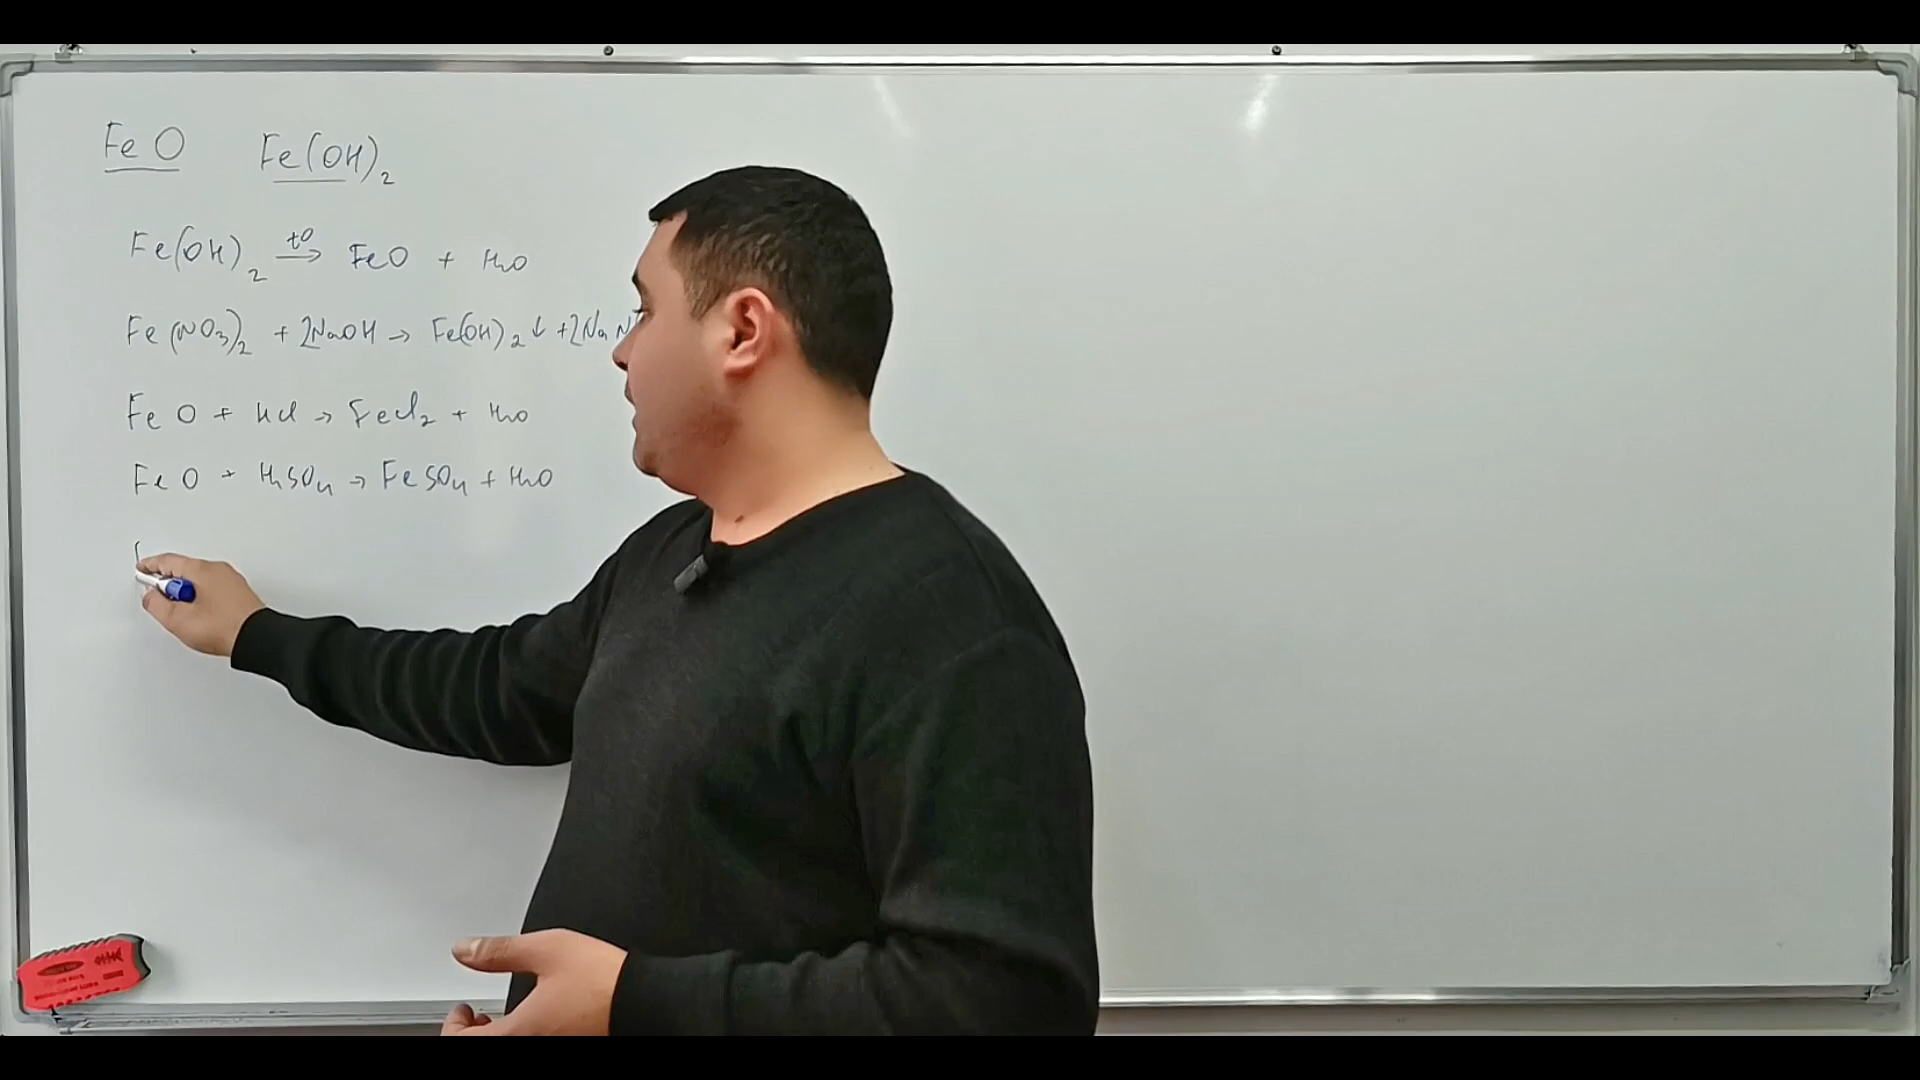 FeO Fe(OH)₂
Fe(OH)₂ →t⁰ FeO + H₂O
Fe(NO₃)₂ + 2NaOH → Fe(OH)₂↓ + 2NaN
FeO + HCl → FeCl₂ + H₂O
FeO + H₂SO₄ → FeSO₄ + H₂O